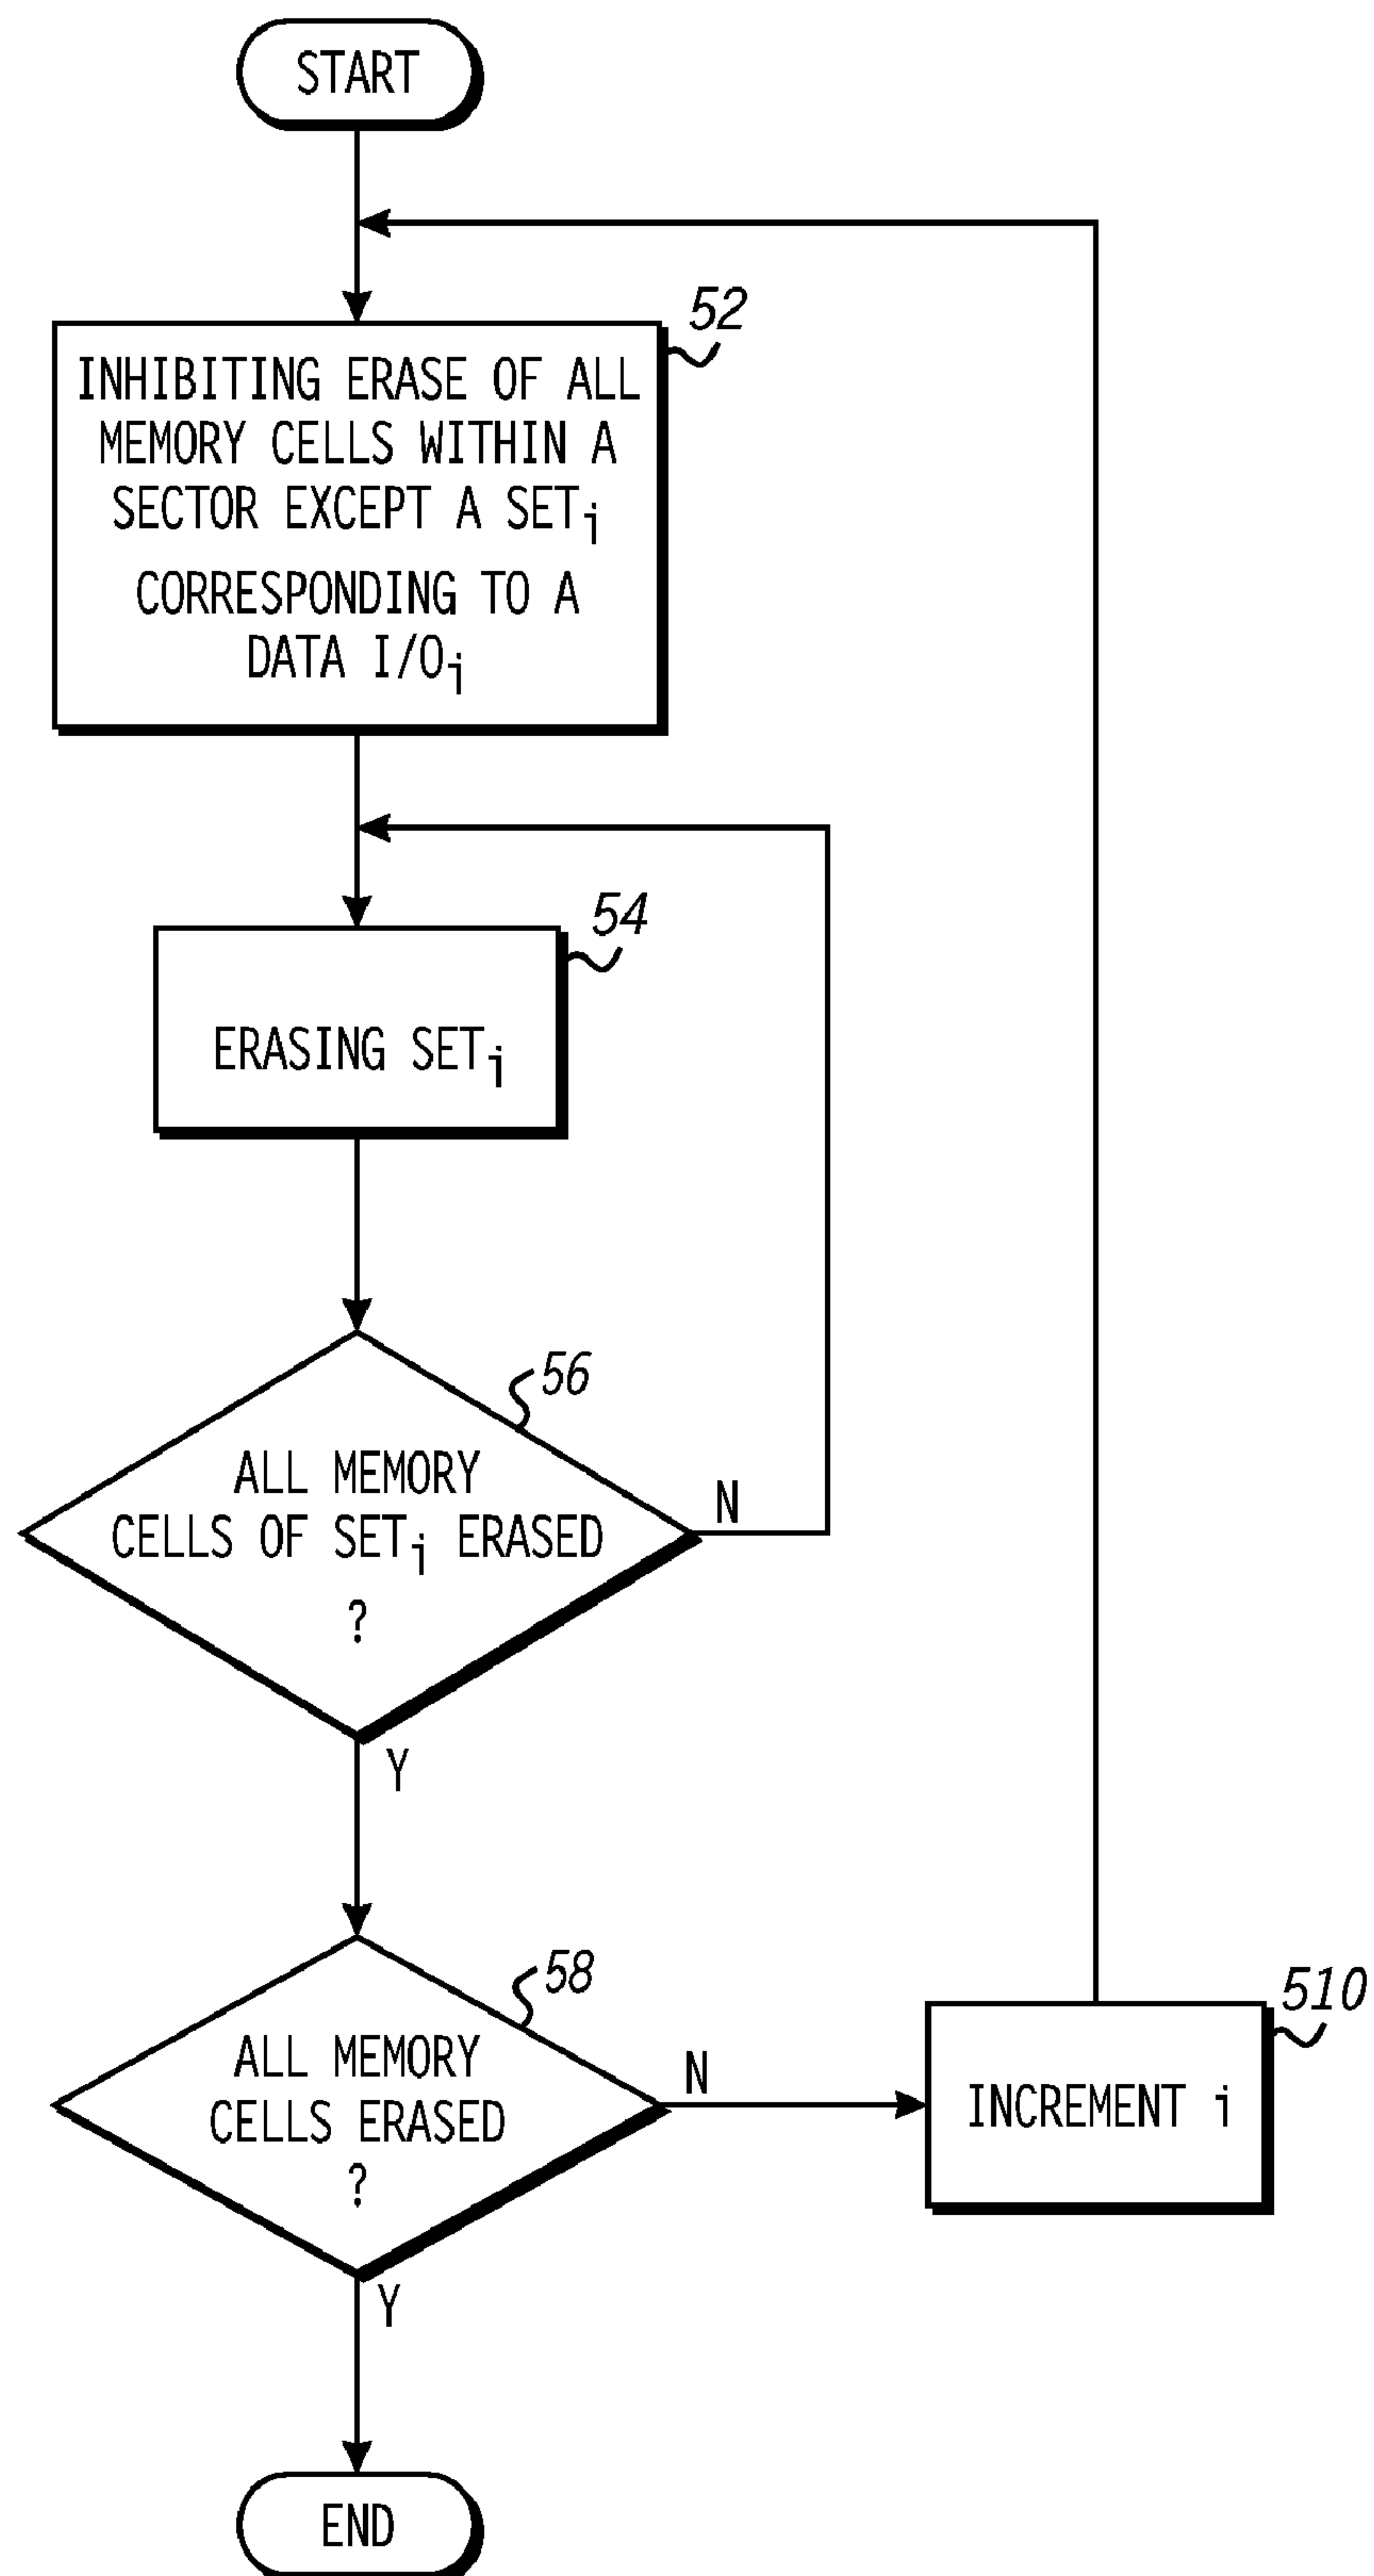 START
52
INHIBITING ERASE OF ALL
MEMORY CELLS WITHIN A
SECTOR EXCEPT A SETi
CORRESPONDING TO A
DATA I/Oi
54
ERASING SETi
56
ALL MEMORY
CELLS OF SETi ERASED
?
N
Y
58
ALL MEMORY
CELLS ERASED
?
N
510
INCREMENT i
Y
END